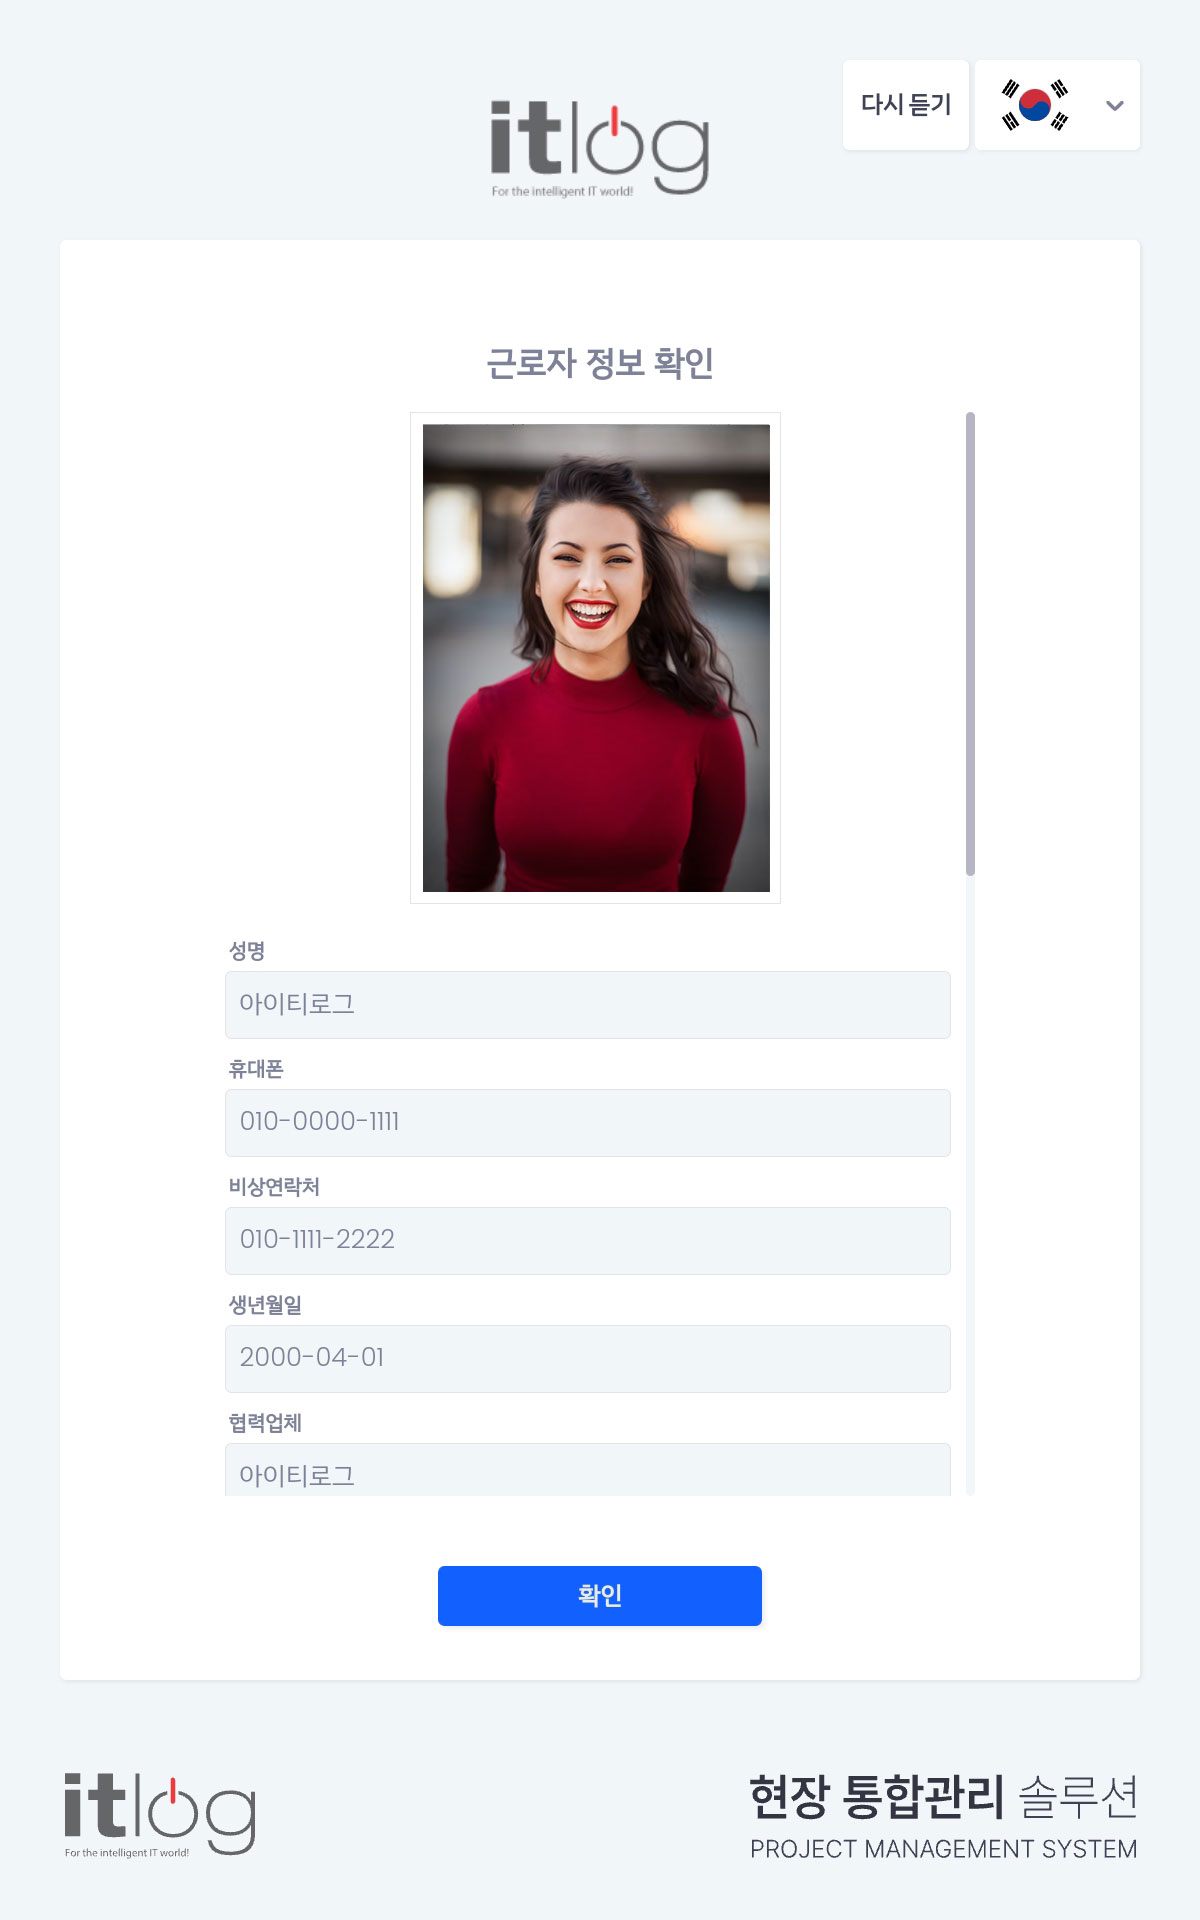 다시 듣기
itlog
For the intelligent IT world!
근로자 정보 확인
성명
아이티로그
휴대폰
010-0000-1111
비상연락처
010-1111-2222
생년월일
2000-04-01
협력업체
아이티로그
확인
itlog
For the intelligent IT world!
현장 통합관리 솔루션
PROJECT MANAGEMENT SYSTEM